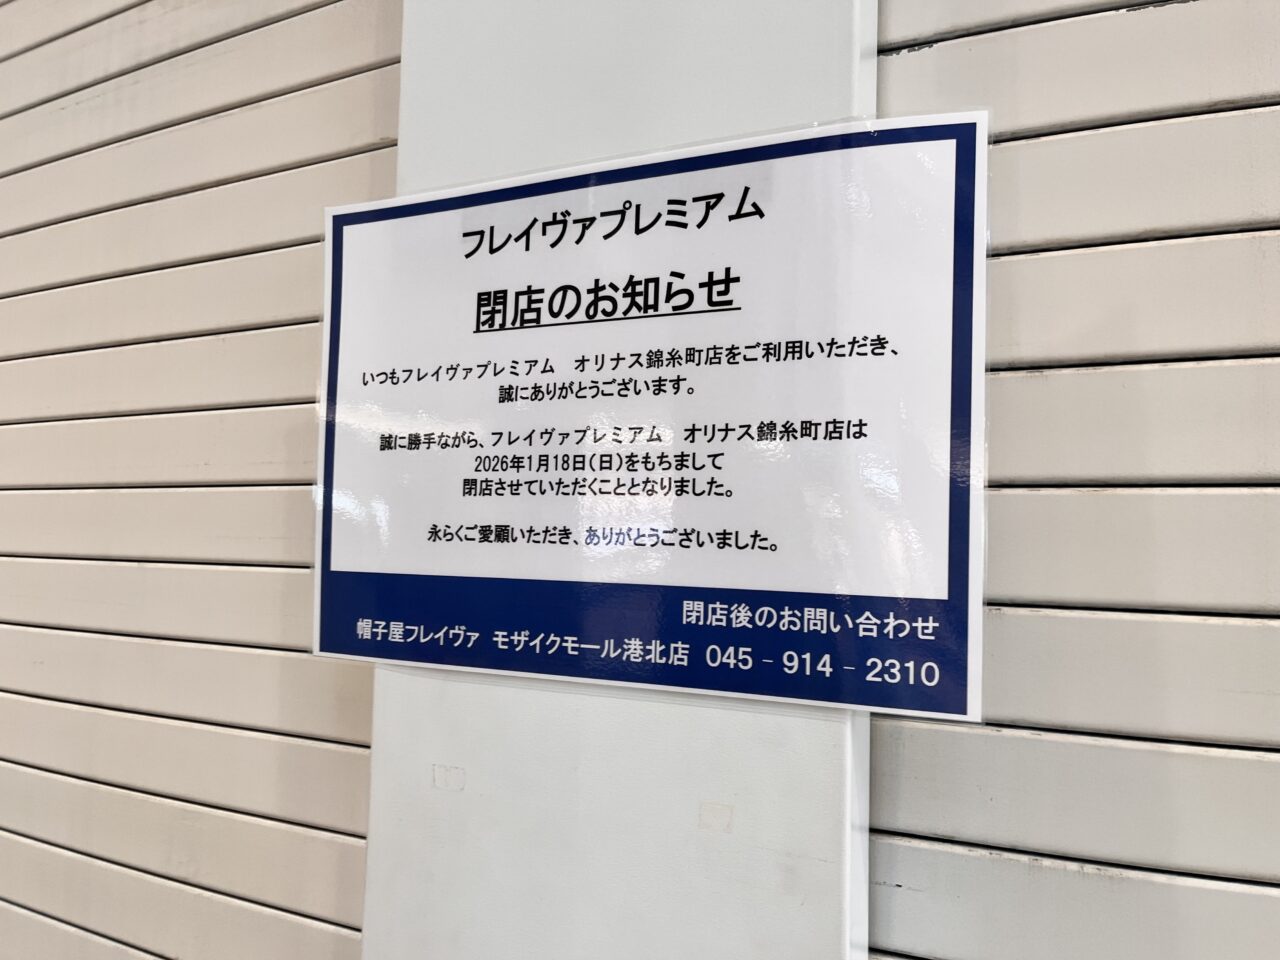 フレイヴァプレミアム
閉店のお知らせ
いつもフレイヴァプレミアム　オリナス錦糸町店をご利用いただき、
誠にありがとうございます。
誠に勝手ながら、フレイヴァプレミアム　オリナス錦糸町店は
2026年1月18日（日）をもちまして
閉店させていただくこととなりました。
永らくご愛顧いただき、ありがとうございました。
閉店後のお問い合わせ
帽子屋フレイヴァ　モザイクモール港北店　045－914－2310